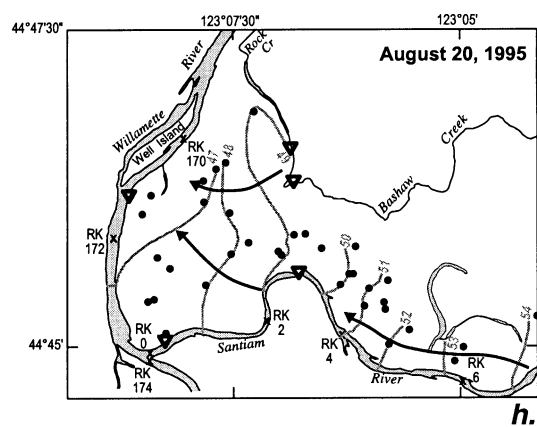 123°07'30"
123°05'
44°47'30"
August 20, 1995
River
Rock
Cr
Willamette
Well Island
RK
170
47
48
49
Creek
Bashaw
RK
172
50
51
52
53
54
RK
0
RK
2
RK
4
RK
6
Santiam
River
44°45'
RK
174
h.